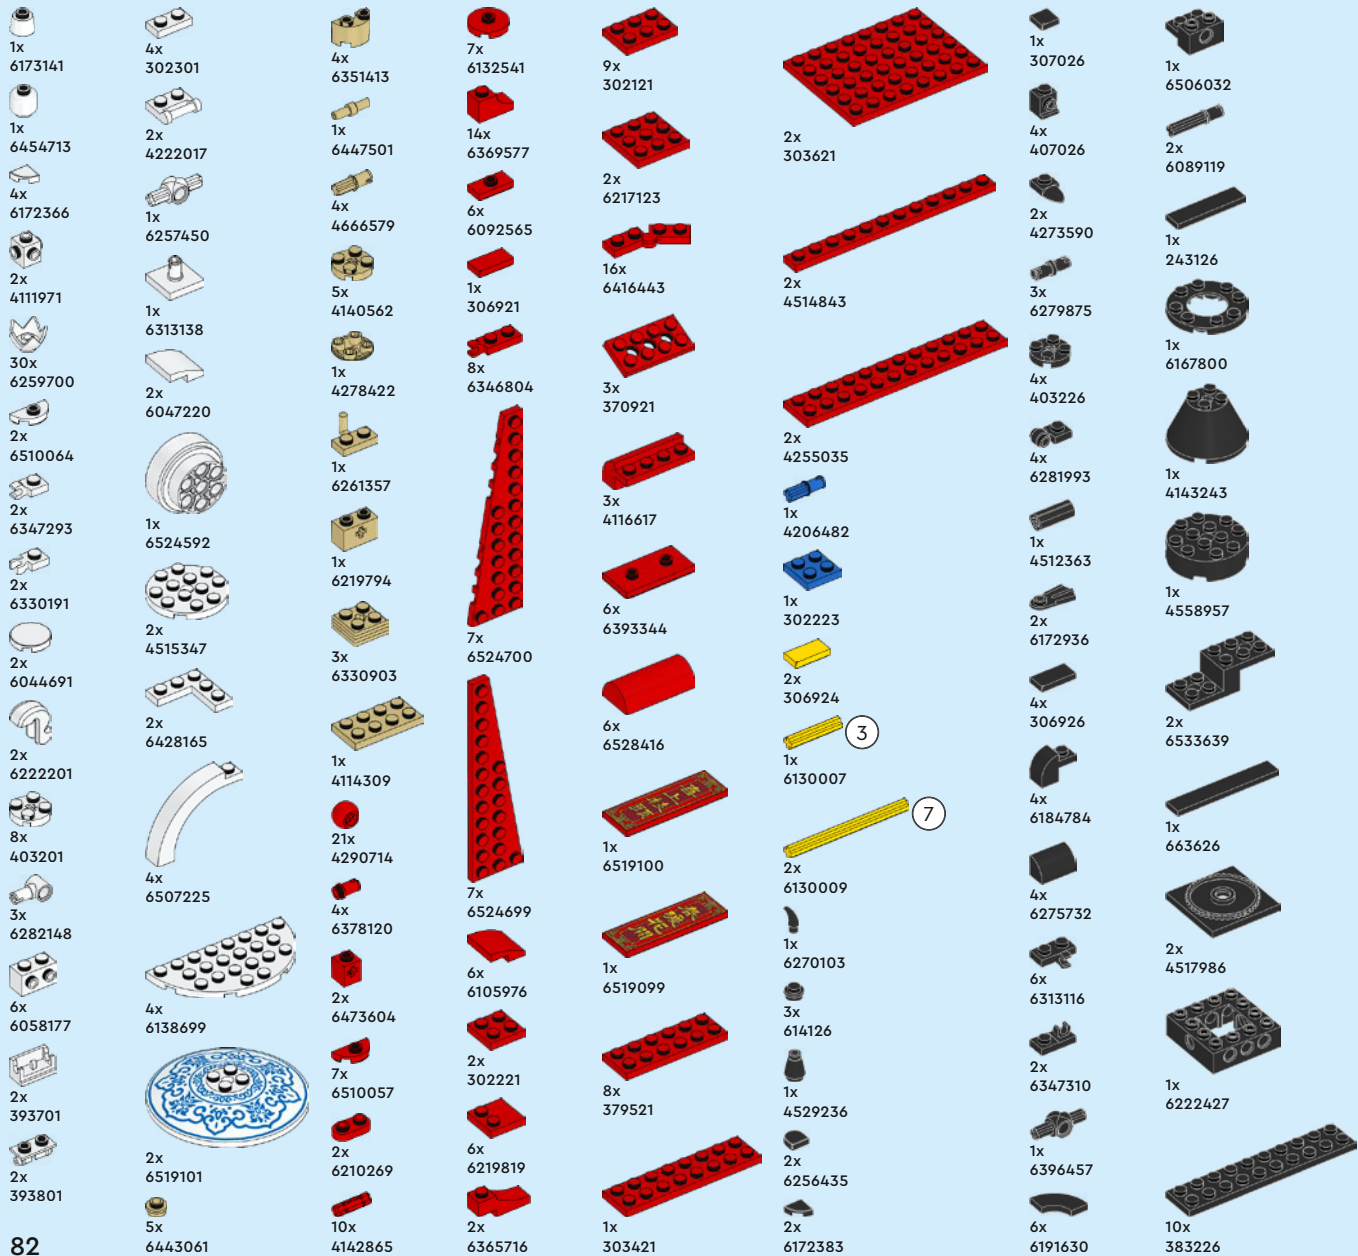 1x
6173141
1x
6454713
4x
6172366
2x
4111971
30x
6259700
2x
6510064
2x
6347293
2x
6330191
2x
6044691
2x
6222201
8x
403201
3x
6282148
6x
6058177
2x
393701
2x
393801
82
4x
302301
2x
4222017
1x
6257450
1x
6313138
2x
6047220
1x
6524592
2x
4515347
2x
6428165
4x
6507225
4x
6138699
2x
6519101
5x
6443061
4x
6351413
1x
6447501
4x
4666579
5x
4140562
1x
4278422
1x
6261357
1x
6219794
3x
6330903
1x
4114309
21x
4290714
4x
6378120
2x
6473604
7x
6510057
2x
6210269
10x
4142865
7x
6132541
14x
6369577
6x
6092565
1x
306921
8x
6346804
7x
6524700
7x
6524699
6x
6105976
2x
302221
6x
6219819
2x
6365716
9x
302121
2x
6217123
16x
6416443
3x
370921
3x
4116617
6x
6393344
6x
6528416
1x
6519100
1x
6519099
8x
379521
1x
303421
2x
303621
2x
4514843
2x
4255035
1x
4206482
1x
302223
2x
306924
3
1x
6130007
7
2x
6130009
1x
6270103
3x
614126
1x
4529236
2x
6256435
2x
6172383
1x
307026
4x
407026
2x
4273590
3x
6279875
4x
403226
4x
6281993
1x
4512363
2x
6172936
4x
306926
4x
6184784
4x
6275732
6x
6313116
2x
6347310
1x
6396457
6x
6191630
1x
6506032
2x
6089119
1x
243126
1x
6167800
1x
4143243
1x
4558957
2x
6533639
1x
663626
2x
4517986
1x
6222427
10x
383226